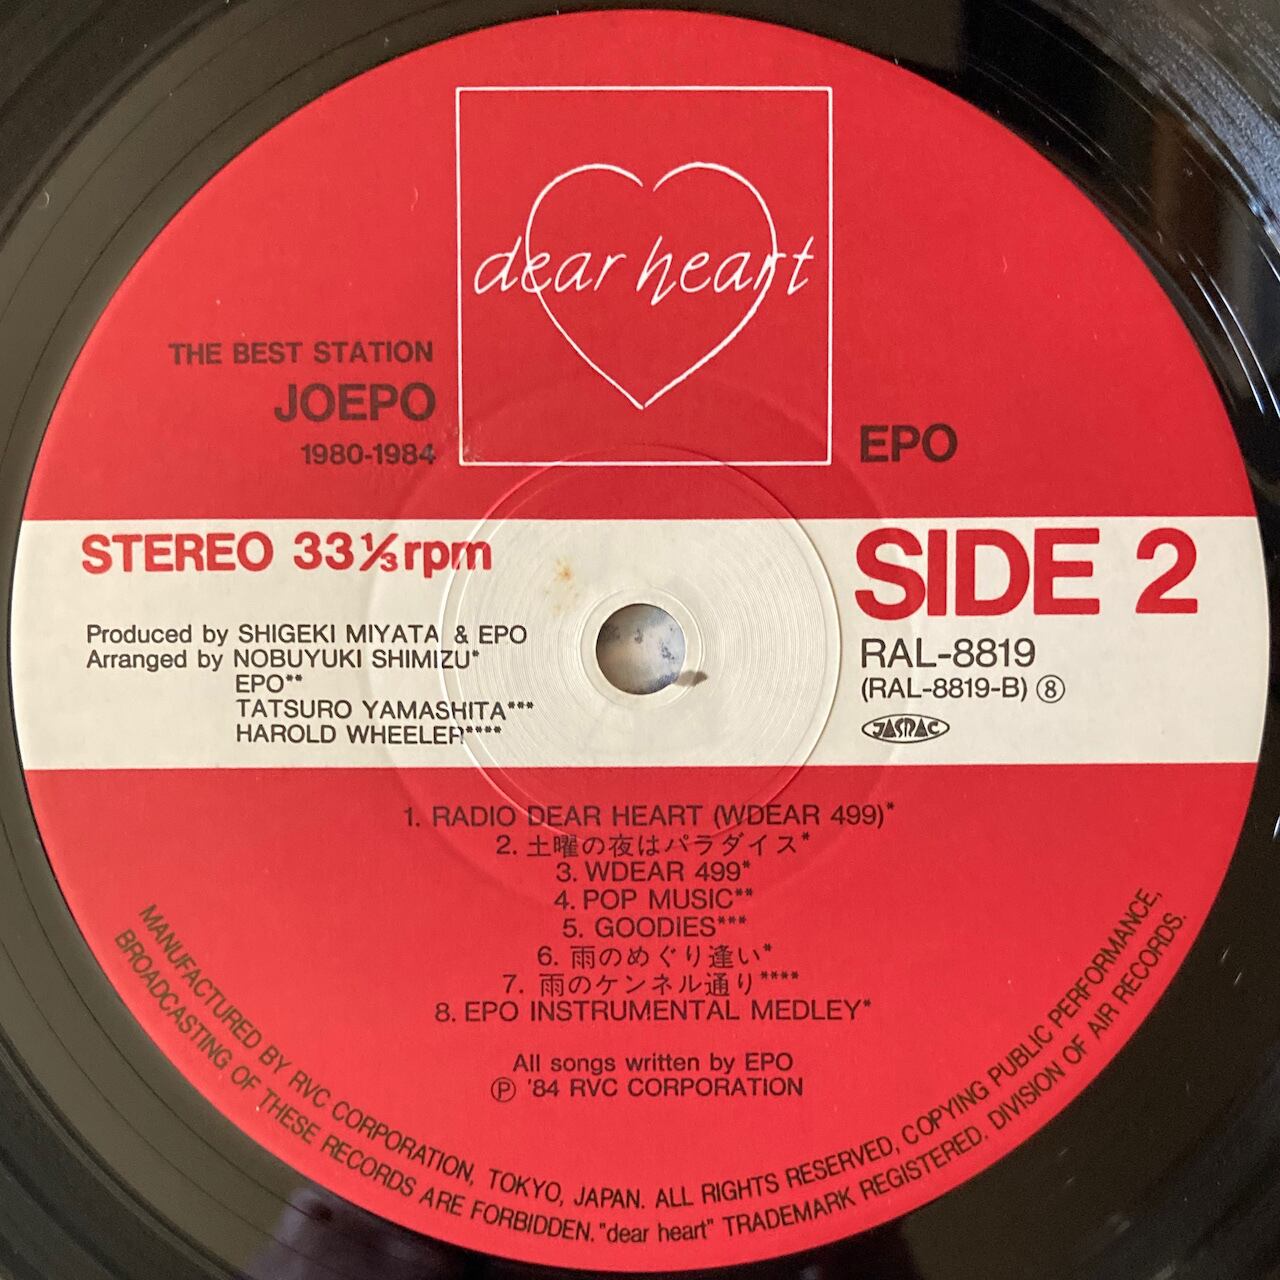 dear heart
THE BEST STATION
JOEPO
1980-1984
EPO
STEREO 33⅓rpm
SIDE 2
Produced by SHIGEKI MIYATA & EPO
Arranged by NOBUYUKI SHIMIZU*
EPO**
TATSURO YAMASHITA***
HAROLD WHEELER****
RAL-8819
(RAL-8819-B) ⑧
JASRAC
1. RADIO DEAR HEART (WDEAR 499)*
2. 土曜の夜はパラダイス*
3. WDEAR 499*
4. POP MUSIC**
5. GOODIES***
6. 雨のめぐり逢い*
7. 雨のケンネル通り****
8. EPO INSTRUMENTAL MEDLEY*
All songs written by EPO
Ⓟ '84 RVC CORPORATION
MANUFACTURED BY RVC CORPORATION, TOKYO, JAPAN. ALL RIGHTS RESERVED, COPYING PUBLIC PERFORMANCE,
BROADCASTING OF THESE RECORDS ARE FORBIDDEN. "dear heart" TRADEMARK REGISTERED. DIVISION OF AIR RECORDS.